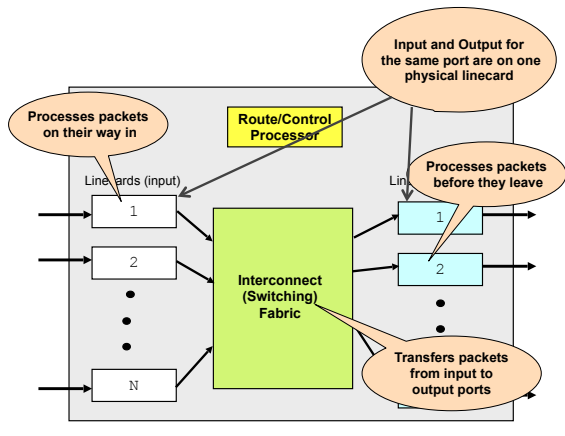 Input and Output for
the same port are on one
physical linecard
Processes packets
on their way in
Route/Control
Processor
Processes packets
before they leave
(input)
1
1
2
2
Interconnect
(Switching)
Fabric
Transfers packets
from input to
output ports
N